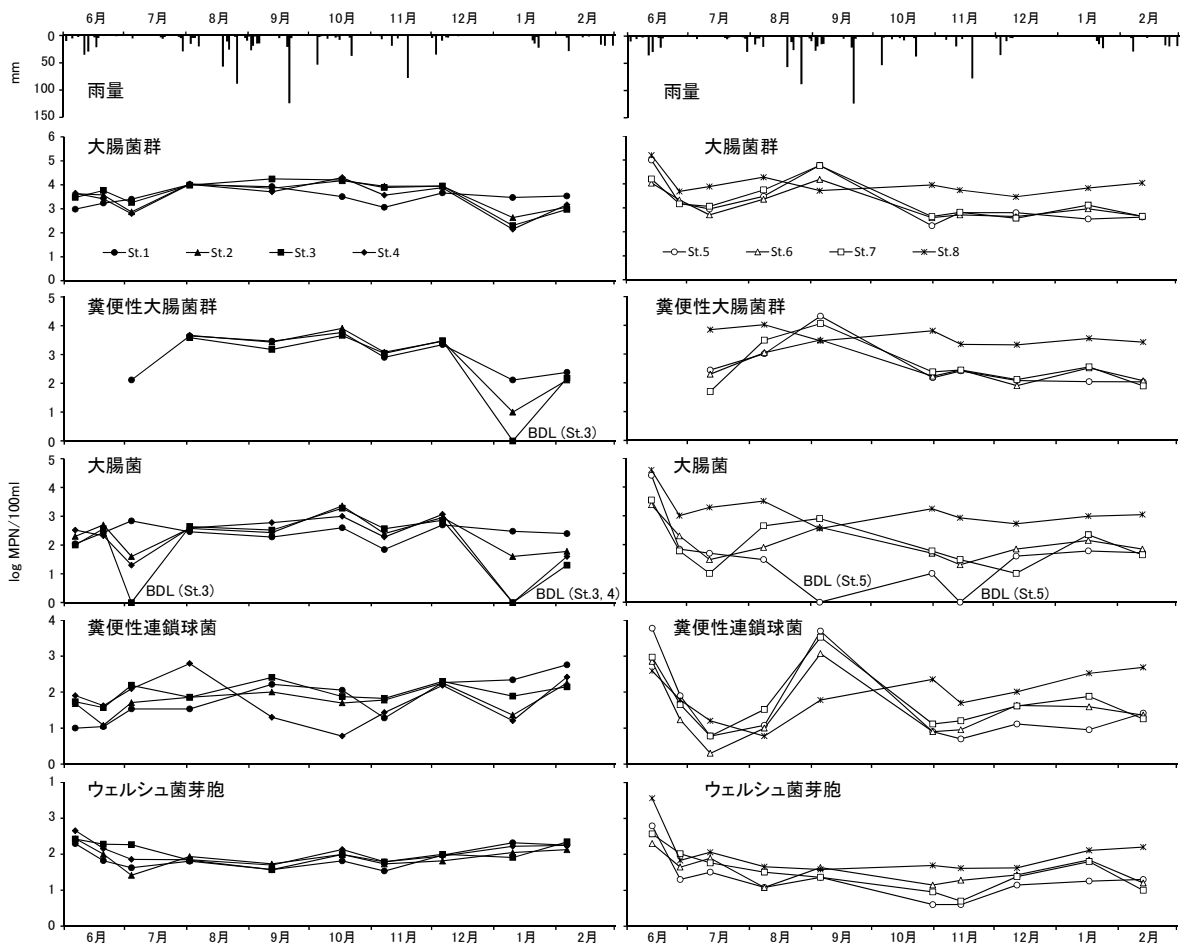 6月 7月 8月 9月 10月 11月 12月 1月 2月
6月 7月 8月 9月 10月 11月 12月 1月 2月
0
50
100
150
mm
雨量
雨量
6
5
4
3
2
1
0
大腸菌群
St.1 St.2 St.3 St.4
大腸菌群
St.5 St.6 St.7 St.8
5
4
3
2
1
0
糞便性大腸菌群
BDL (St.3)
糞便性大腸菌群
log MPN/100ml
5
4
3
2
1
0
大腸菌
BDL (St.3)
BDL (St.3, 4)
大腸菌
BDL (St.5)
BDL (St.5)
4
3
2
1
0
糞便性連鎖球菌
糞便性連鎖球菌
1
3
2
1
0
ウェルシュ菌芽胞
ウェルシュ菌芽胞
6月 7月 8月 9月 10月 11月 12月 1月 2月
6月 7月 8月 9月 10月 11月 12月 1月 2月